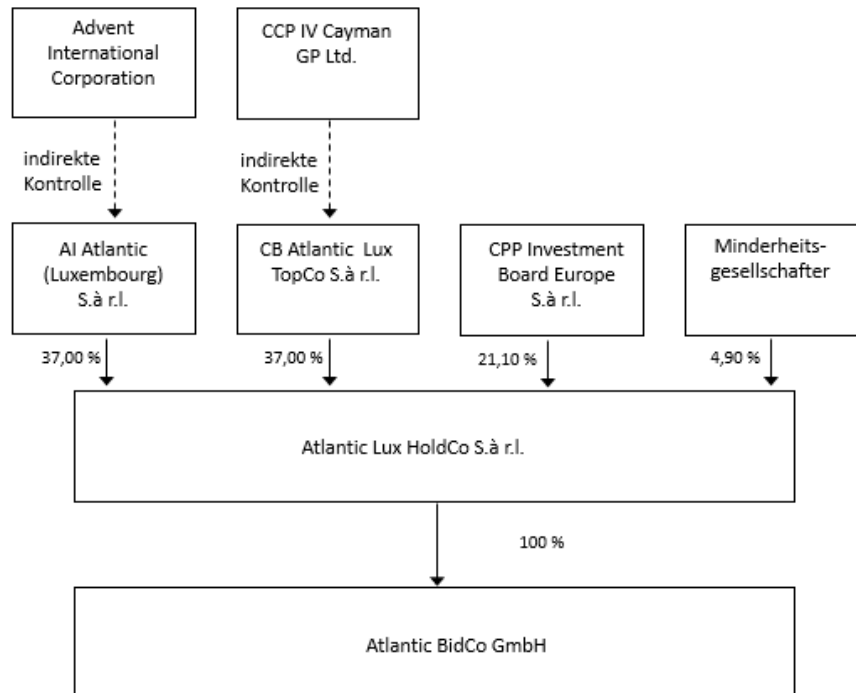 Advent
International
Corporation
CCP IV Cayman
GP Ltd.
indirekte
Kontrolle
indirekte
Kontrolle
AI Atlantic
(Luxembourg)
S.à r.l.
CB Atlantic Lux
TopCo S.à r.l.
CPP Investment
Board Europe
S.à r.l.
Minderheits-
gesellschafter
37,00 %
37,00 %
21,10 %
4,90 %
Atlantic Lux HoldCo S.à r.l.
100 %
Atlantic BidCo GmbH